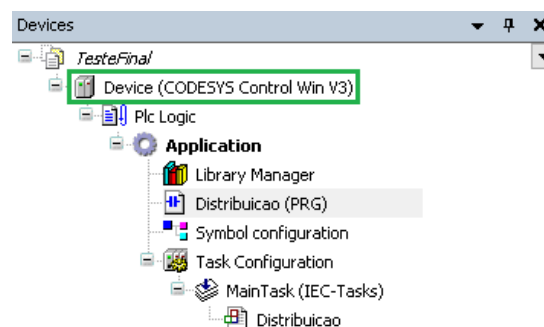 Devices
TesteFinal
Device (CODESYS Control Win V3)
Plc Logic
Application
Library Manager
Distribuicao (PRG)
Symbol configuration
Task Configuration
MainTask (IEC-Tasks)
Distribuicao